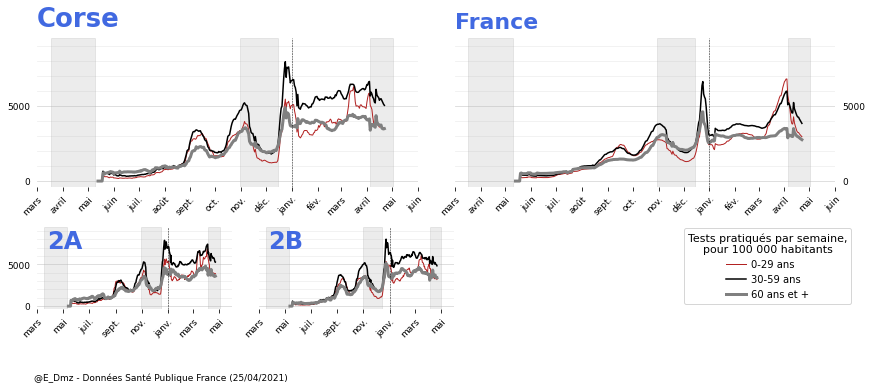 Corse
France
5000
0
5000
0
mars avril mai juin juil. août sept. oct. nov. déc. janv. fév. mars avril mai juin
mars avril mai juin juil. août sept. oct. nov. déc. janv. fév. mars avril mai juin
2A
2B
5000
0
mars mai juil. sept. nov. janv. mars mai
mars mai juil. sept. nov. janv. mars mai
Tests pratiqués par semaine,
pour 100 000 habitants
0-29 ans
30-59 ans
60 ans et +
@E_Dmz - Données Santé Publique France (25/04/2021)